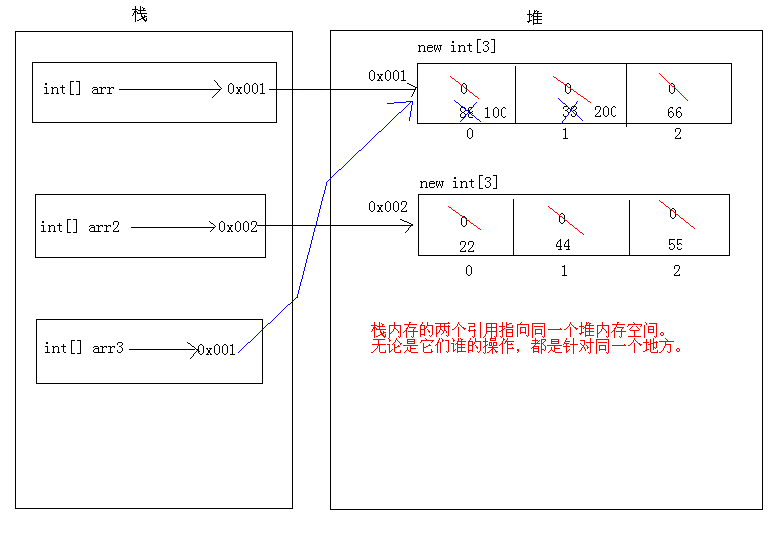 栈
堆
new int[3]
int[] arr 0x001
0x001
0 0 0
88 100 33 200 66
0 1 2
new int[3]
int[] arr2 0x002
0x002
0 0 0
22 44 55
0 1 2
int[] arr3 0x001
栈内存的两个引用指向同一个堆内存空间。
无论是它们谁的操作，都是针对同一个地方。